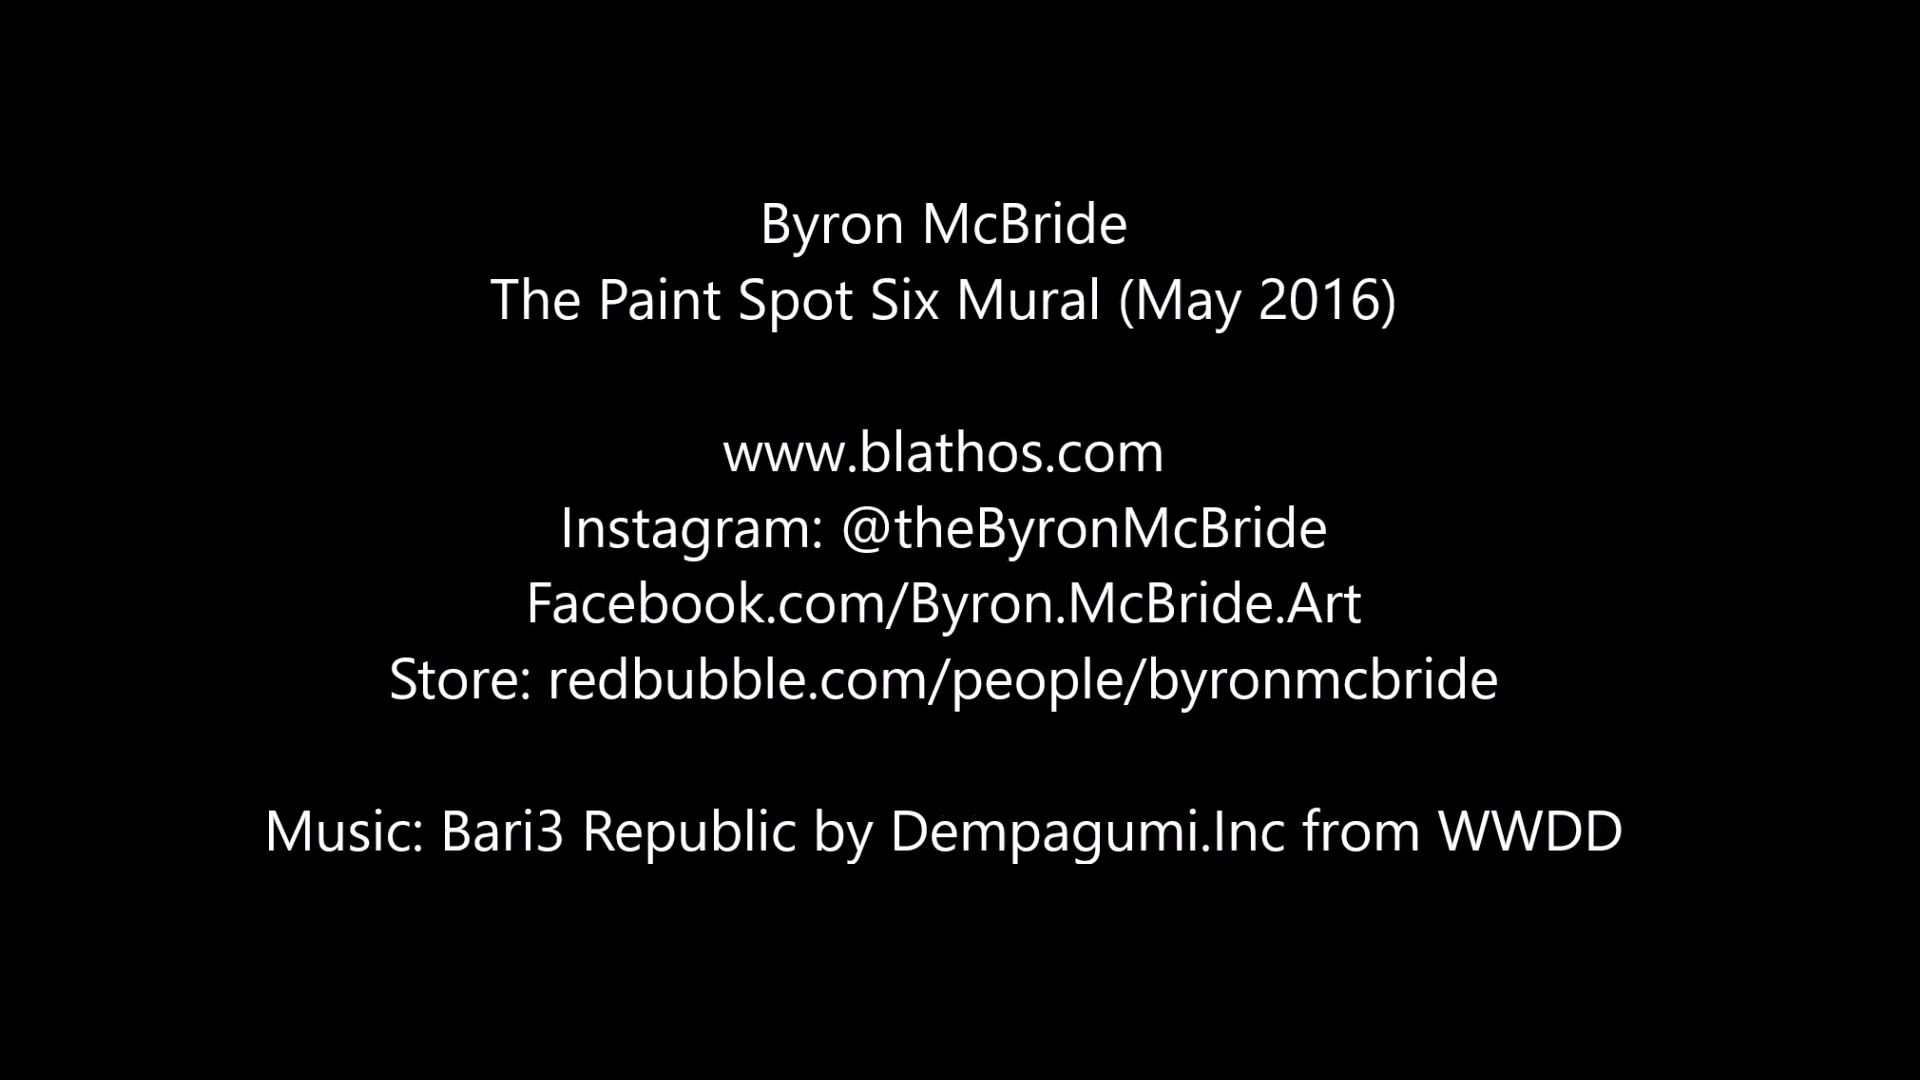 Byron McBride
The Paint Spot Six Mural (May 2016)
www.blathos.com
Instagram: @theByronMcBride
Facebook.com/Byron.McBride.Art
Store: redbubble.com/people/byronmcbride
Music: Bari3 Republic by Dempagumi.Inc from WWDD